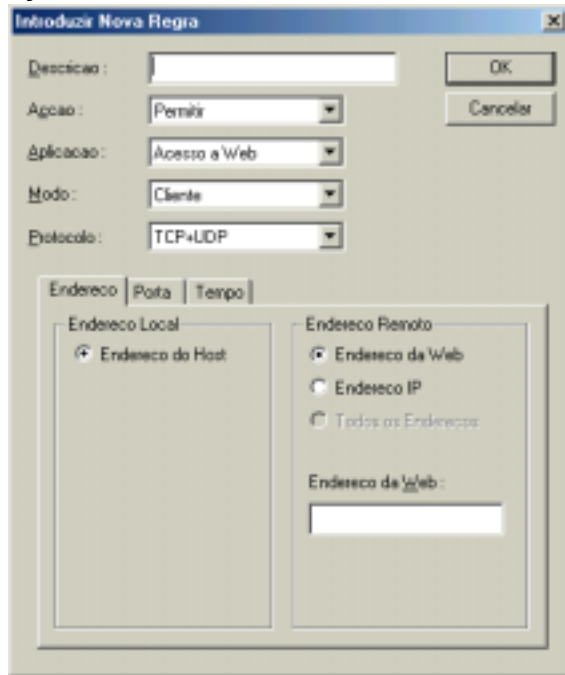 Introduzir Nova Regra
Descricao :
OK
Accao :
Permitir
Cancelar
Aplicacao :
Acesso a Web
Modo :
Cliente
Protocolo :
TCP+UDP
Endereco
Porta
Tempo
Endereco Local
Endereco do Host
Endereco Remoto
Endereco da Web
Endereco IP
Todos os Enderecos
Endereco da Web :